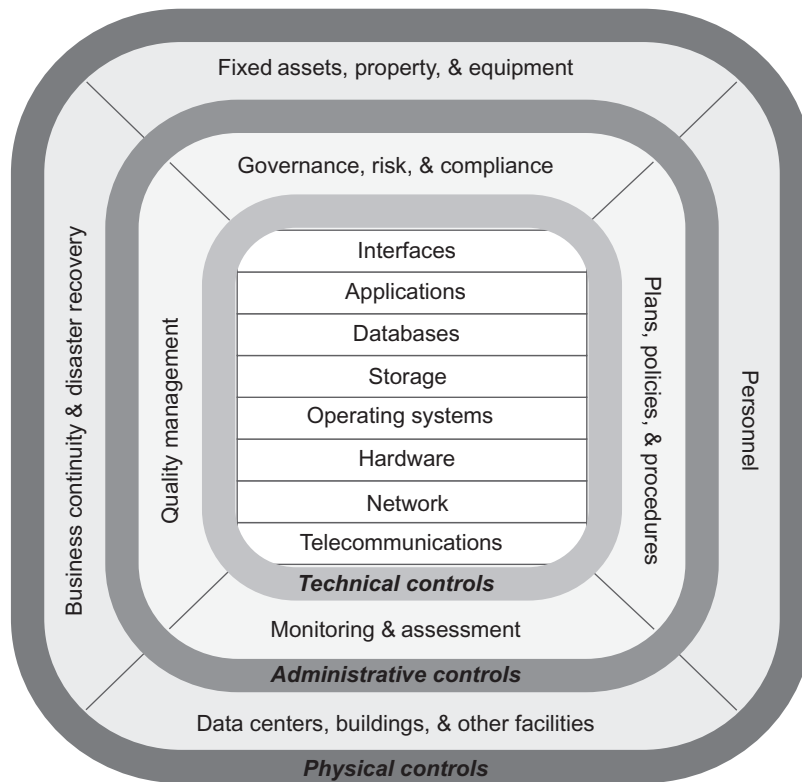 Fixed assets, property, & equipment
Governance, risk, & compliance
Business continuity & disaster recovery
Quality management
Interfaces
Applications
Databases
Storage
Operating systems
Hardware
Network
Telecommunications
Plans, policies, & procedures
Personnel
Technical controls
Monitoring & assessment
Administrative controls
Data centers, buildings, & other facilities
Physical controls